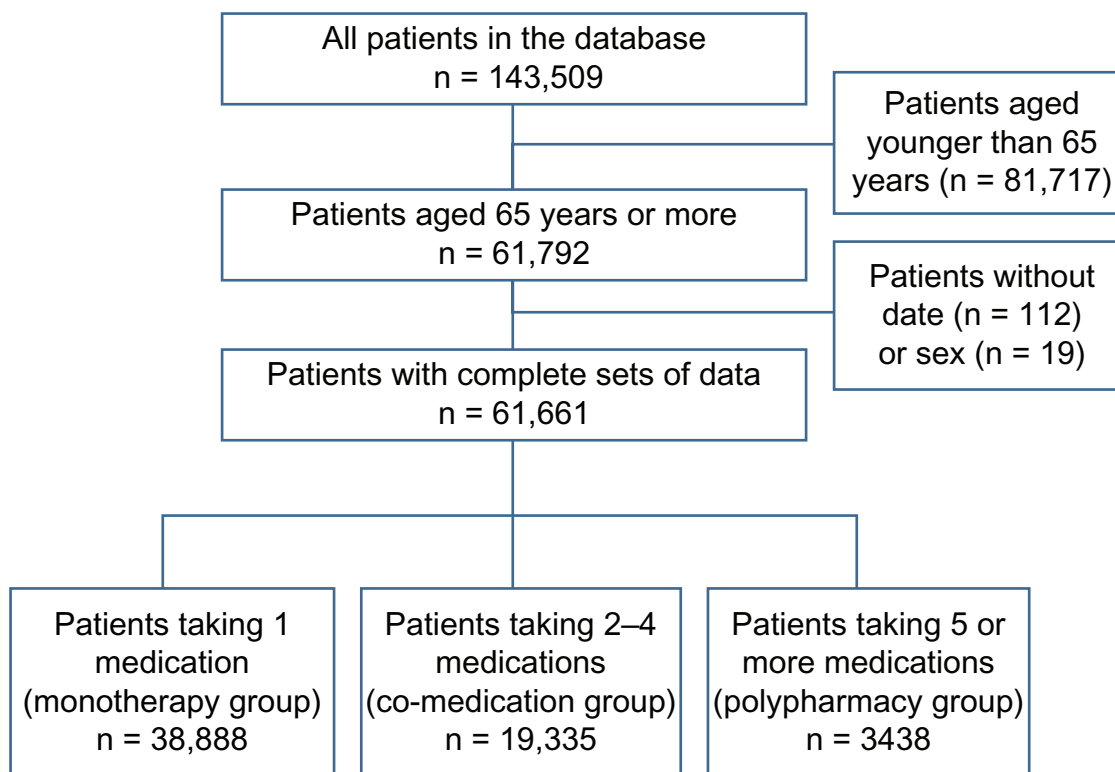 All patients in the database
n = 143,509
Patients aged
younger than 65
years (n = 81,717)
Patients aged 65 years or more
n = 61,792
Patients without
date (n = 112)
or sex (n = 19)
Patients with complete sets of data
n = 61,661
Patients taking 1
medication
(monotherapy group)
n = 38,888
Patients taking 2–4
medications
(co-medication group)
n = 19,335
Patients taking 5 or
more medications
(polypharmacy group)
n = 3438